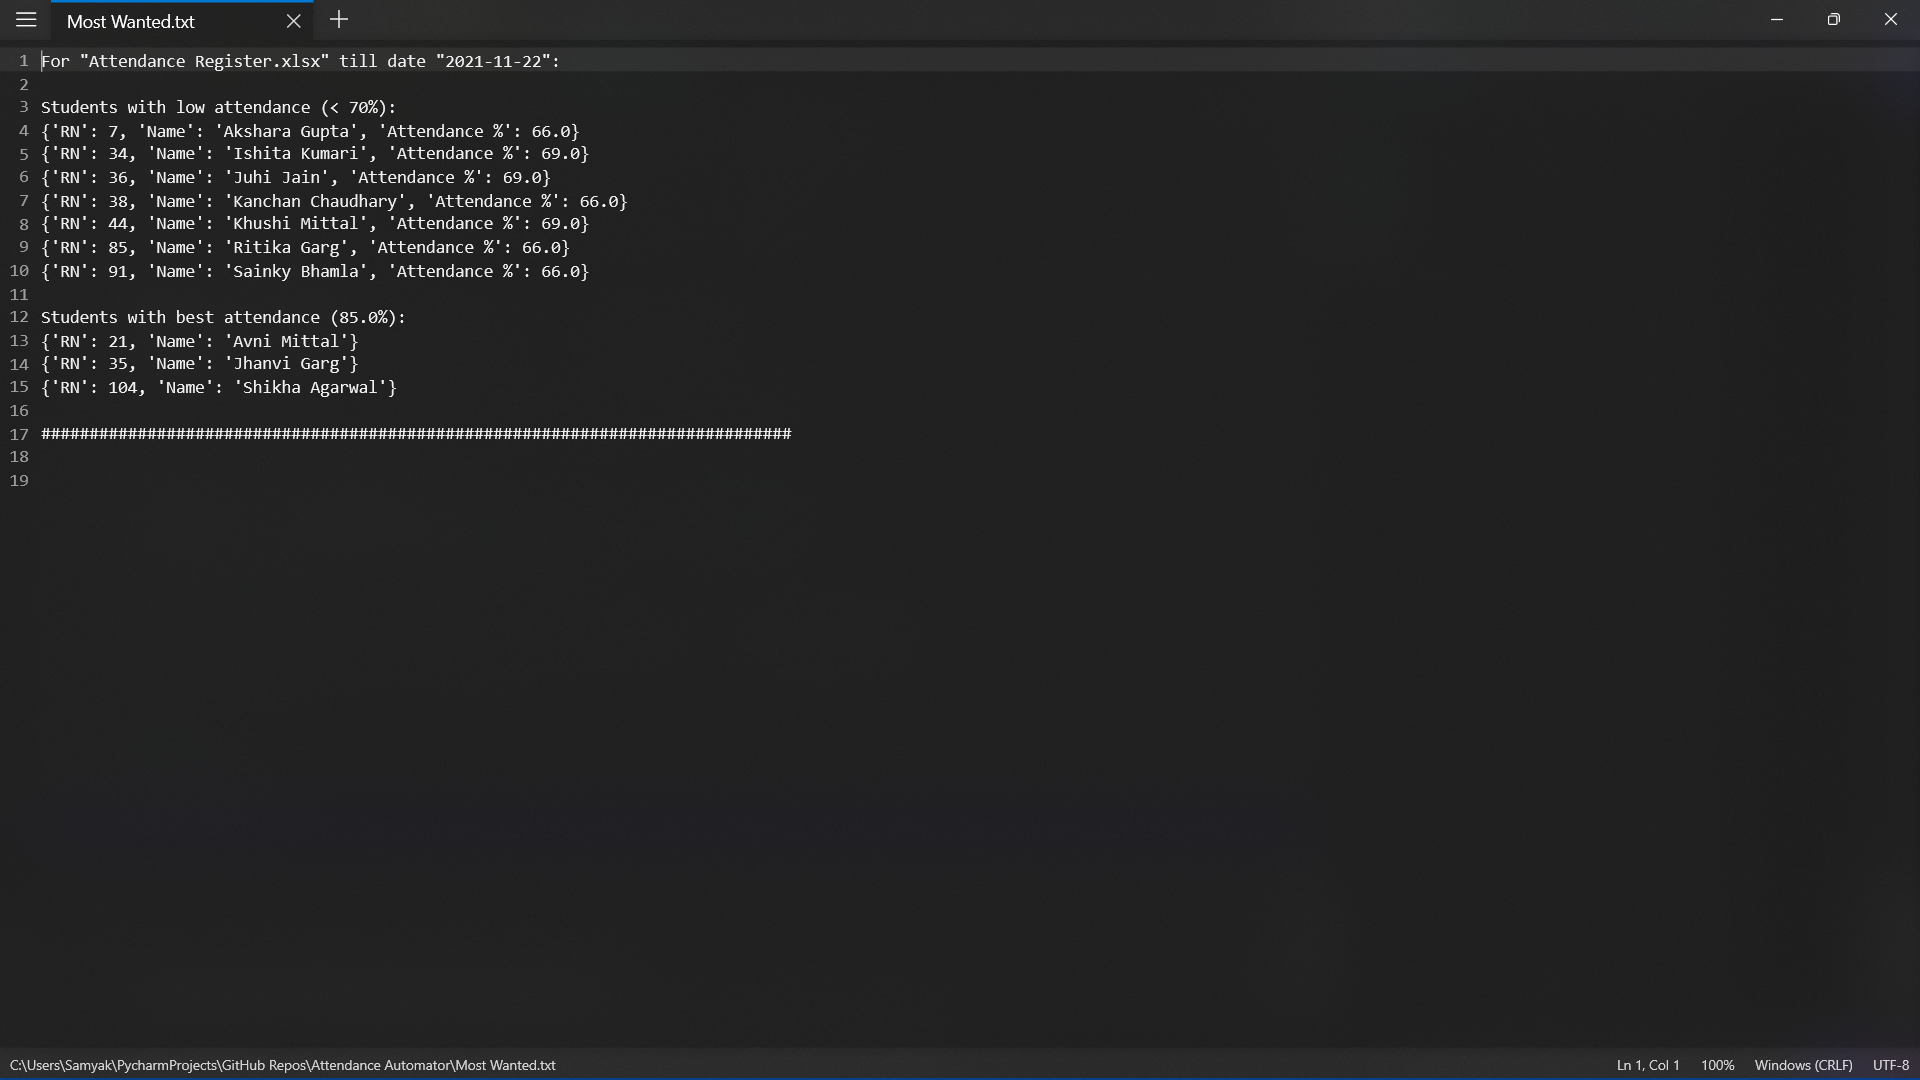 Most Wanted.txt
1 For "Attendance Register.xlsx" till date "2021-11-22":
2
3 Students with low attendance (< 70%):
4 {'RN': 7, 'Name': 'Akshara Gupta', 'Attendance %': 66.0}
5 {'RN': 34, 'Name': 'Ishita Kumari', 'Attendance %': 69.0}
6 {'RN': 36, 'Name': 'Juhi Jain', 'Attendance %': 69.0}
7 {'RN': 38, 'Name': 'Kanchan Chaudhary', 'Attendance %': 66.0}
8 {'RN': 44, 'Name': 'Khushi Mittal', 'Attendance %': 69.0}
9 {'RN': 85, 'Name': 'Ritika Garg', 'Attendance %': 66.0}
10 {'RN': 91, 'Name': 'Sainky Bhamla', 'Attendance %': 66.0}
11
12 Students with best attendance (85.0%):
13 {'RN': 21, 'Name': 'Avni Mittal'}
14 {'RN': 35, 'Name': 'Jhanvi Garg'}
15 {'RN': 104, 'Name': 'Shikha Agarwal'}
16
17 ##############################################################################
18
19
C:\Users\Samyak\PycharmProjects\GitHub Repos\Attendance Automator\Most Wanted.txt Ln 1, Col 1 100% Windows (CRLF) UTF-8